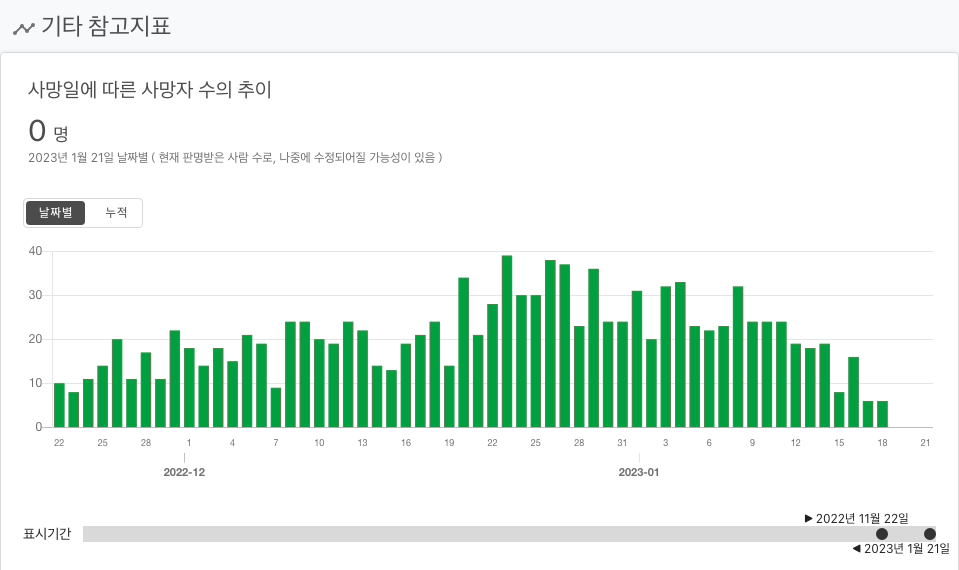 기타 참고지표
사망일에 따른 사망자 수의 추이
0 명
2023년 1월 21일 날짜별 ( 현재 판명받은 사람 수로, 나중에 수정되어질 가능성이 있음 )
날짜별 누적
40
30
20
10
0
22 25 28 1 4 7 10 13 16 19 22 25 28 31 3 6 9 12 15 18 21
2022-12 2023-01
▶ 2022년 11월 22일
표시기간
◀ 2023년 1월 21일